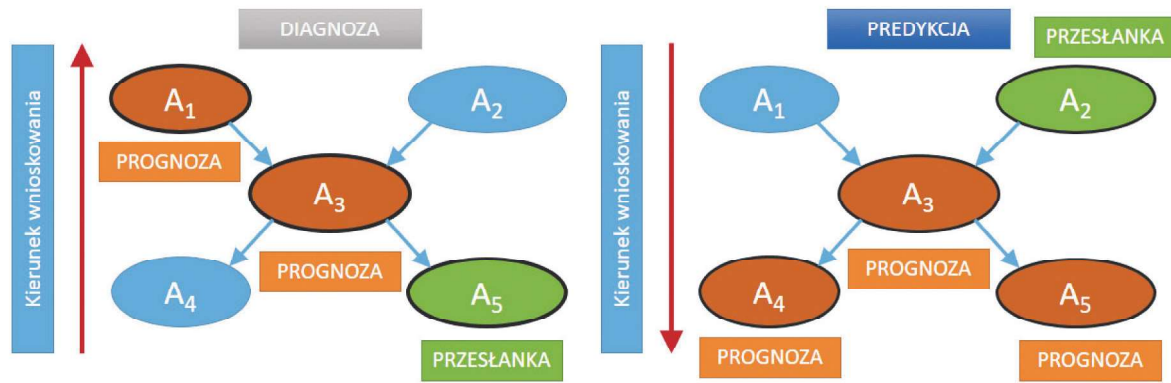 DIAGNOZA
Kierunek wnioskowania
A₁
A₂
PROGNOZA
A₃
PROGNOZA
A₄
A₅
PRZESŁANKA
PREDYKCJA
PRZESŁANKA
Kierunek wnioskowania
A₁
A₂
A₃
PROGNOZA
A₄
A₅
PROGNOZA
PROGNOZA